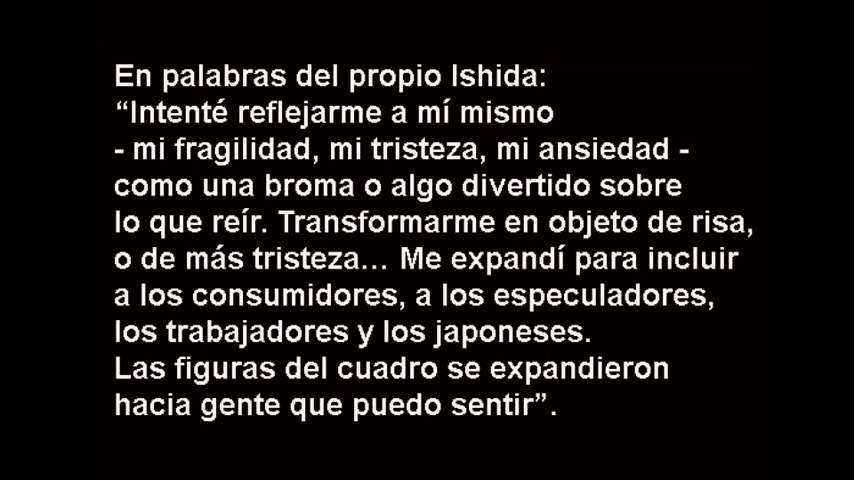 En palabras del propio Ishida:
“Intenté reflejarme a mí mismo
- mi fragilidad, mi tristeza, mi ansiedad -
como una broma o algo divertido sobre
lo que reír. Transformarme en objeto de risa,
o de más tristeza... Me expandí para incluir
a los consumidores, a los especuladores,
los trabajadores y los japoneses.
Las figuras del cuadro se expandieron
hacia gente que puedo sentir”.